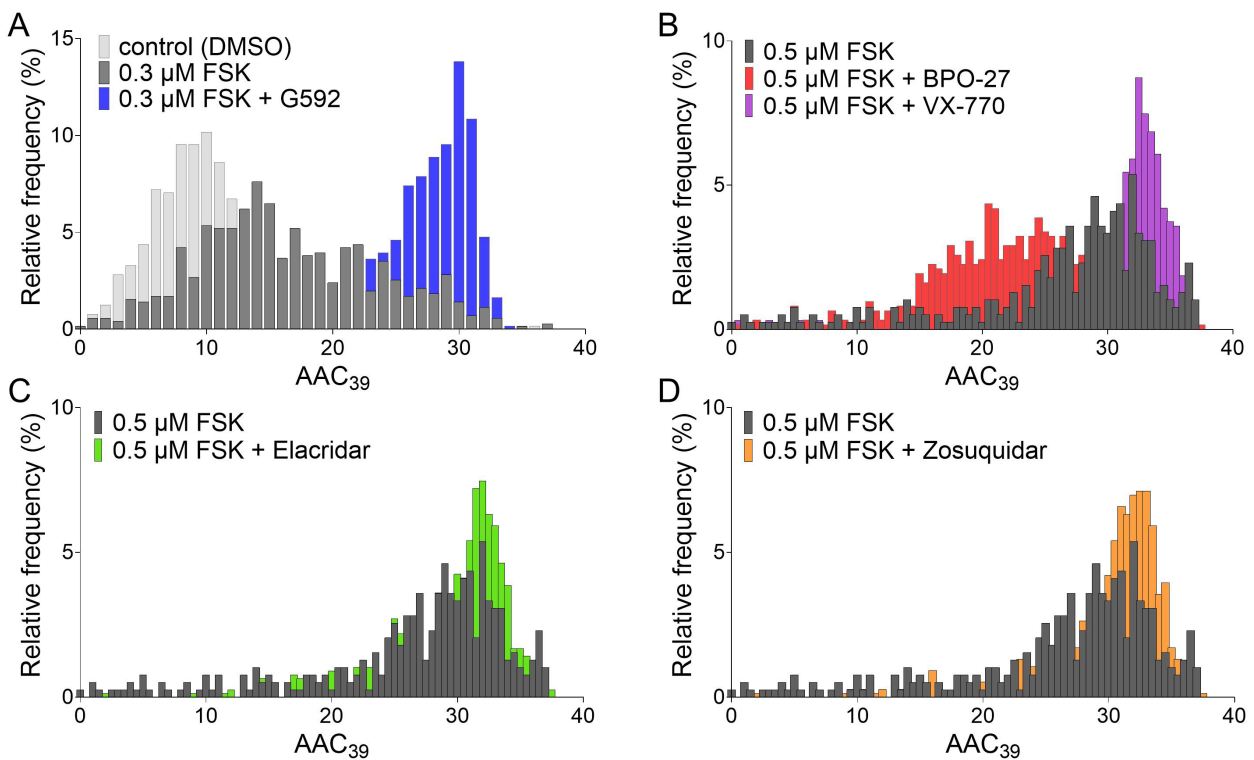 A
Relative frequency (%)
15
10
5
0
control (DMSO)
0.3 µM FSK
0.3 µM FSK + G592
0 10 20 30 40
AAC39
B
Relative frequency (%)
10
5
0
0.5 µM FSK
0.5 µM FSK + BPO-27
0.5 µM FSK + VX-770
0 10 20 30 40
AAC39
C
Relative frequency (%)
10
5
0
0.5 µM FSK
0.5 µM FSK + Elacridar
0 10 20 30 40
AAC39
D
Relative frequency (%)
10
5
0
0.5 µM FSK
0.5 µM FSK + Zosuquidar
0 10 20 30 40
AAC39